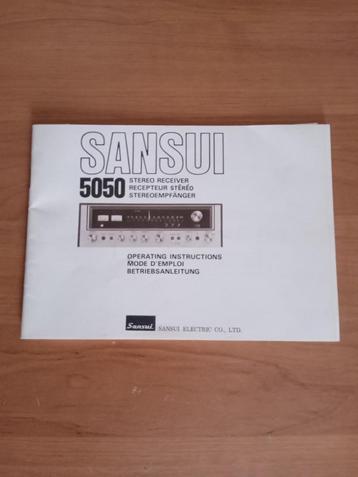 SANSUI
5050 STEREO RECEIVER
RECEPTEUR STÉRÉO
STEREOEMPFÄNGER
OPERATING INSTRUCTIONS
MODE D'EMPLOI
BETRIEBSANLEITUNG
Sansui SANSUI ELECTRIC CO., LTD.